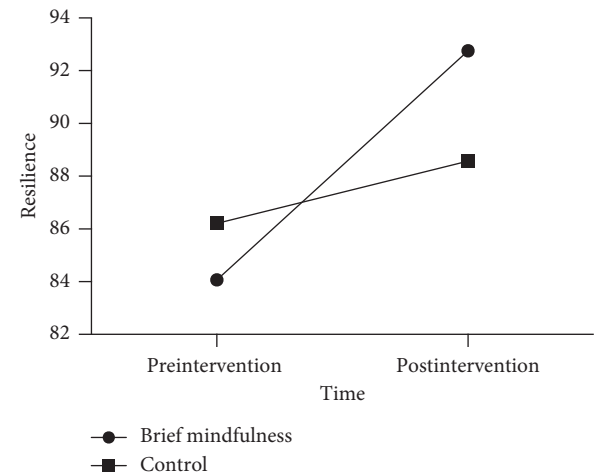 94
92
90
88
86
84
82
Resilience
Preintervention Postintervention
Time
Brief mindfulness
Control